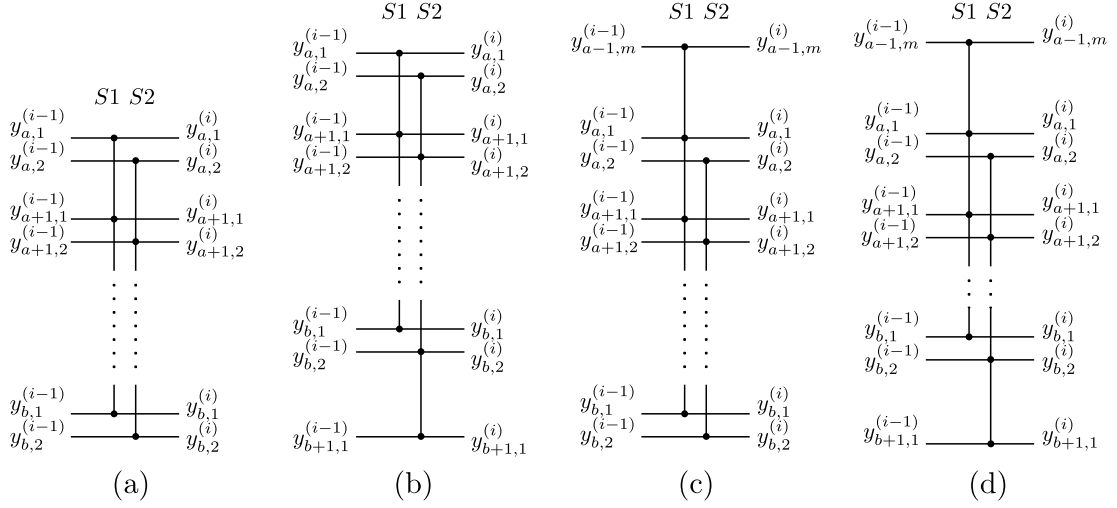 S1 S2
y_{a,1}^{(i-1)} y_{a,1}^{(i)}
y_{a,2}^{(i-1)} y_{a,2}^{(i)}
y_{a+1,1}^{(i-1)} y_{a+1,1}^{(i)}
y_{a+1,2}^{(i-1)} y_{a+1,2}^{(i)}
y_{b,1}^{(i-1)} y_{b,1}^{(i)}
y_{b,2}^{(i-1)} y_{b,2}^{(i)}
(a)
S1 S2
y_{a,1}^{(i-1)} y_{a,1}^{(i)}
y_{a,2}^{(i-1)} y_{a,2}^{(i)}
y_{a+1,1}^{(i-1)} y_{a+1,1}^{(i)}
y_{a+1,2}^{(i-1)} y_{a+1,2}^{(i)}
y_{b,1}^{(i-1)} y_{b,1}^{(i)}
y_{b,2}^{(i-1)} y_{b,2}^{(i)}
y_{b+1,1}^{(i-1)} y_{b+1,1}^{(i)}
(b)
S1 S2
y_{a-1,m}^{(i-1)} y_{a-1,m}^{(i)}
y_{a,1}^{(i-1)} y_{a,1}^{(i)}
y_{a,2}^{(i-1)} y_{a,2}^{(i)}
y_{a+1,1}^{(i-1)} y_{a+1,1}^{(i)}
y_{a+1,2}^{(i-1)} y_{a+1,2}^{(i)}
y_{b,1}^{(i-1)} y_{b,1}^{(i)}
y_{b,2}^{(i-1)} y_{b,2}^{(i)}
(c)
S1 S2
y_{a-1,m}^{(i-1)} y_{a-1,m}^{(i)}
y_{a,1}^{(i-1)} y_{a,1}^{(i)}
y_{a,2}^{(i-1)} y_{a,2}^{(i)}
y_{a+1,1}^{(i-1)} y_{a+1,1}^{(i)}
y_{a+1,2}^{(i-1)} y_{a+1,2}^{(i)}
y_{b,1}^{(i-1)} y_{b,1}^{(i)}
y_{b,2}^{(i-1)} y_{b,2}^{(i)}
y_{b+1,1}^{(i-1)} y_{b+1,1}^{(i)}
(d)